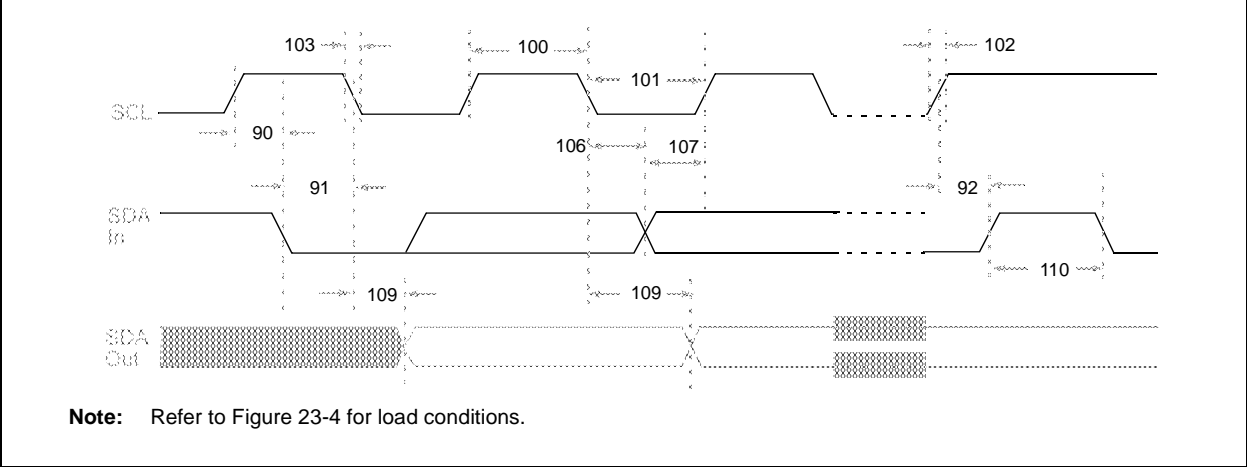 103
100
102
101
SCL
90
106
107
91
92
SDA
In
109
109
110
SDA
Out
Note: Refer to Figure 23-4 for load conditions.